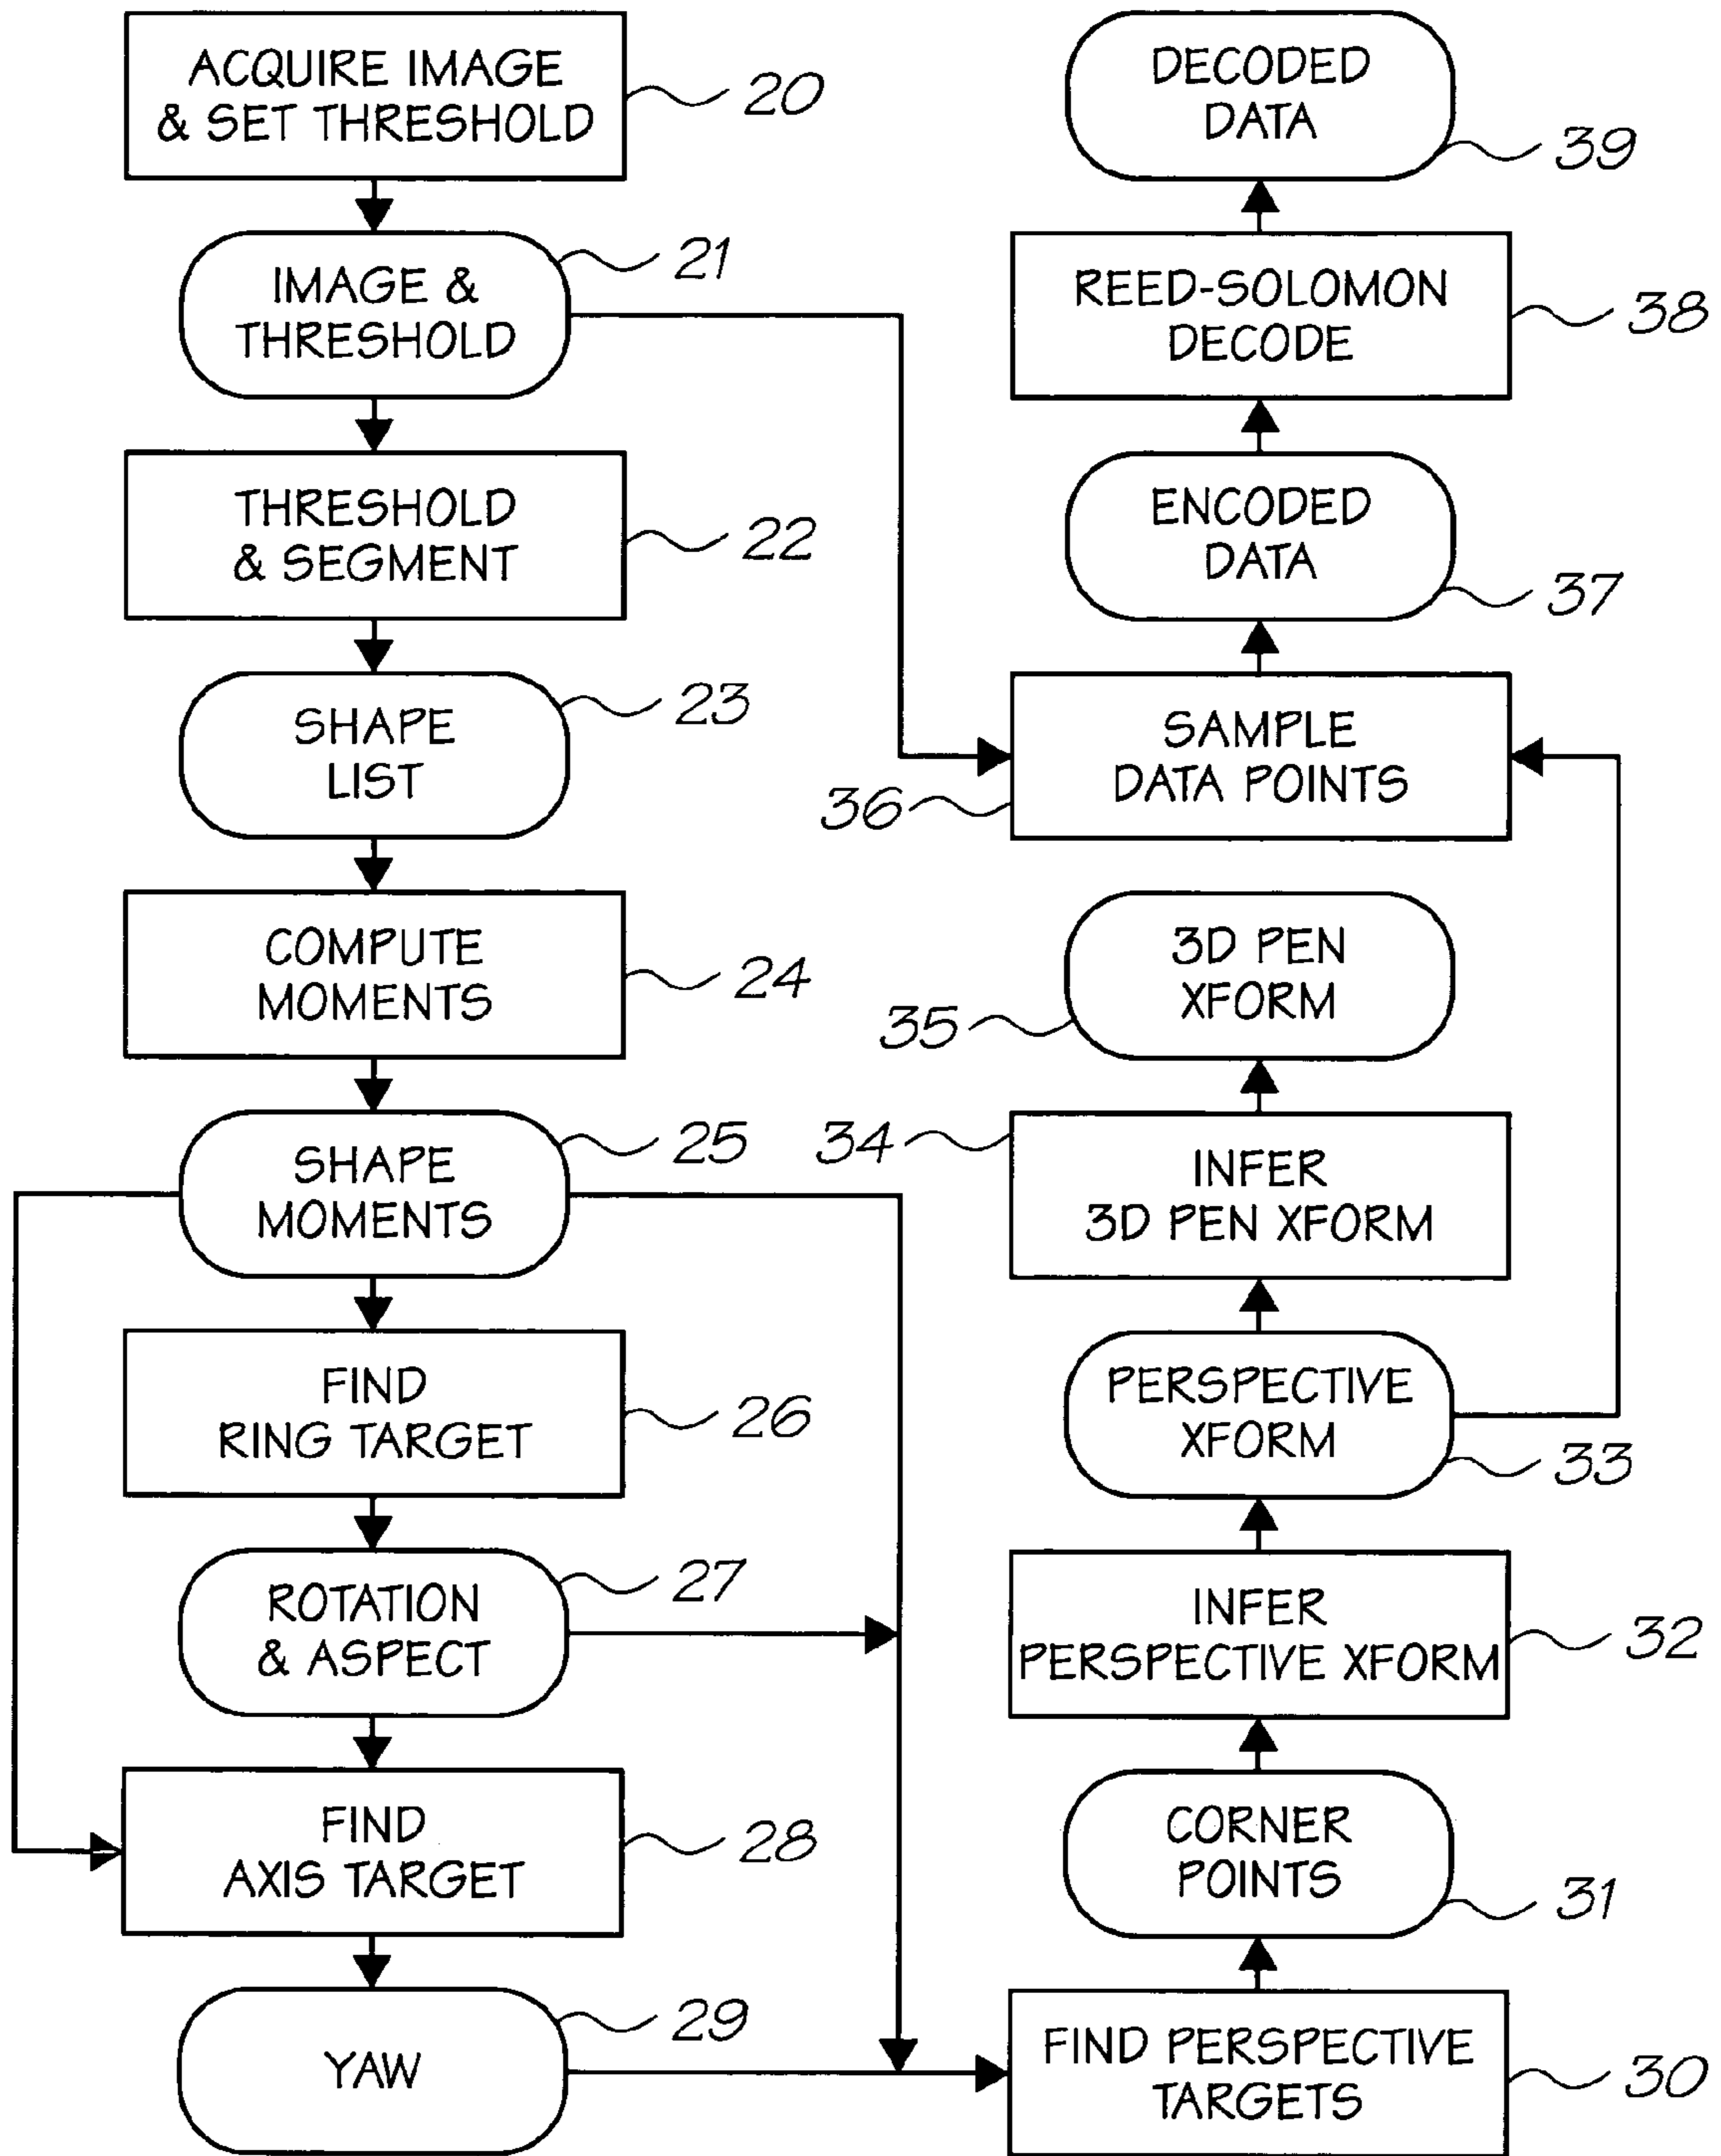 ACQUIRE IMAGE
& SET THRESHOLD
20
IMAGE &
THRESHOLD
21
THRESHOLD
& SEGMENT
22
SHAPE
LIST
23
COMPUTE
MOMENTS
24
SHAPE
MOMENTS
25
FIND
RING TARGET
26
ROTATION
& ASPECT
27
FIND
AXIS TARGET
28
YAW
29
FIND PERSPECTIVE
TARGETS
30
CORNER
POINTS
31
INFER
PERSPECTIVE XFORM
32
PERSPECTIVE
XFORM
33
INFER
3D PEN XFORM
34
3D PEN
XFORM
35
SAMPLE
DATA POINTS
36
ENCODED
DATA
37
REED-SOLOMON
DECODE
38
DECODED
DATA
39